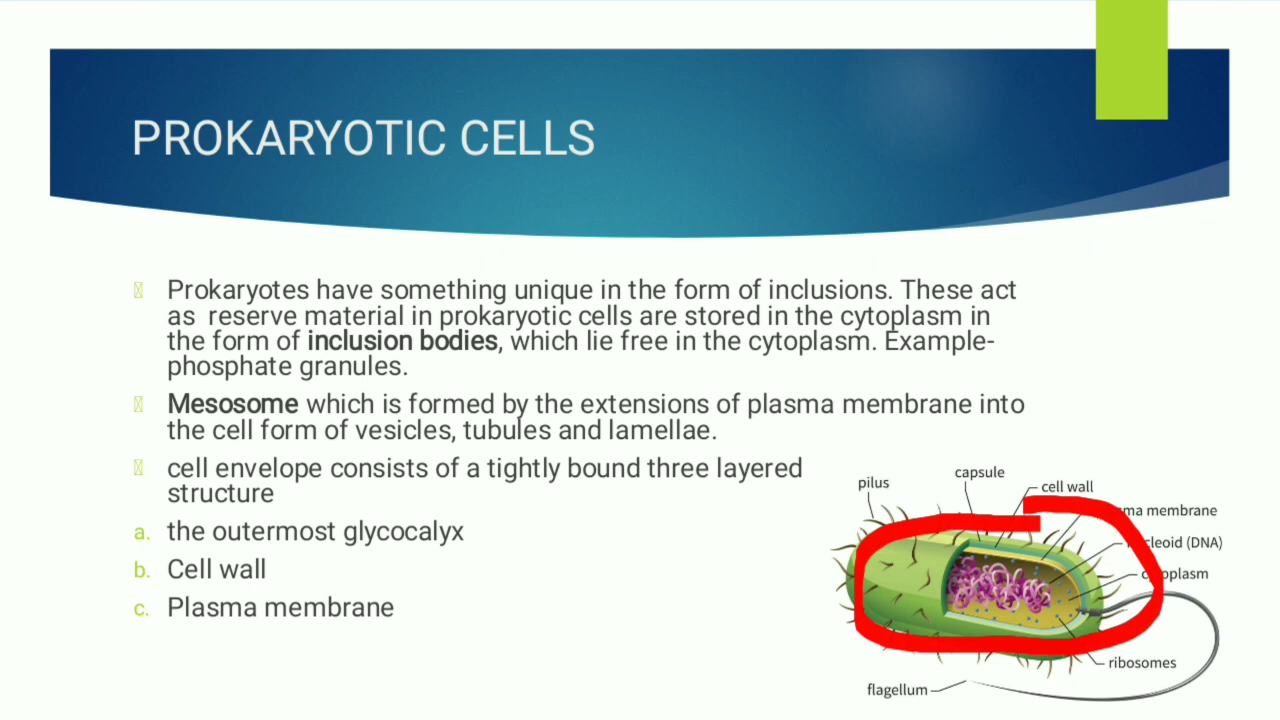 PROKARYOTIC CELLS
Prokaryotes have something unique in the form of inclusions. These act
as reserve material in prokaryotic cells are stored in the cytoplasm in
the form of inclusion bodies, which lie free in the cytoplasm. Example-
phosphate granules.
Mesosome which is formed by the extensions of plasma membrane into
the cell form of vesicles, tubules and lamellae.
cell envelope consists of a tightly bound three layered
structure
a. the outermost glycocalyx
b. Cell wall
c. Plasma membrane
pilus
capsule
cell wall
membrane
(DNA)
ribosomes
flagellum